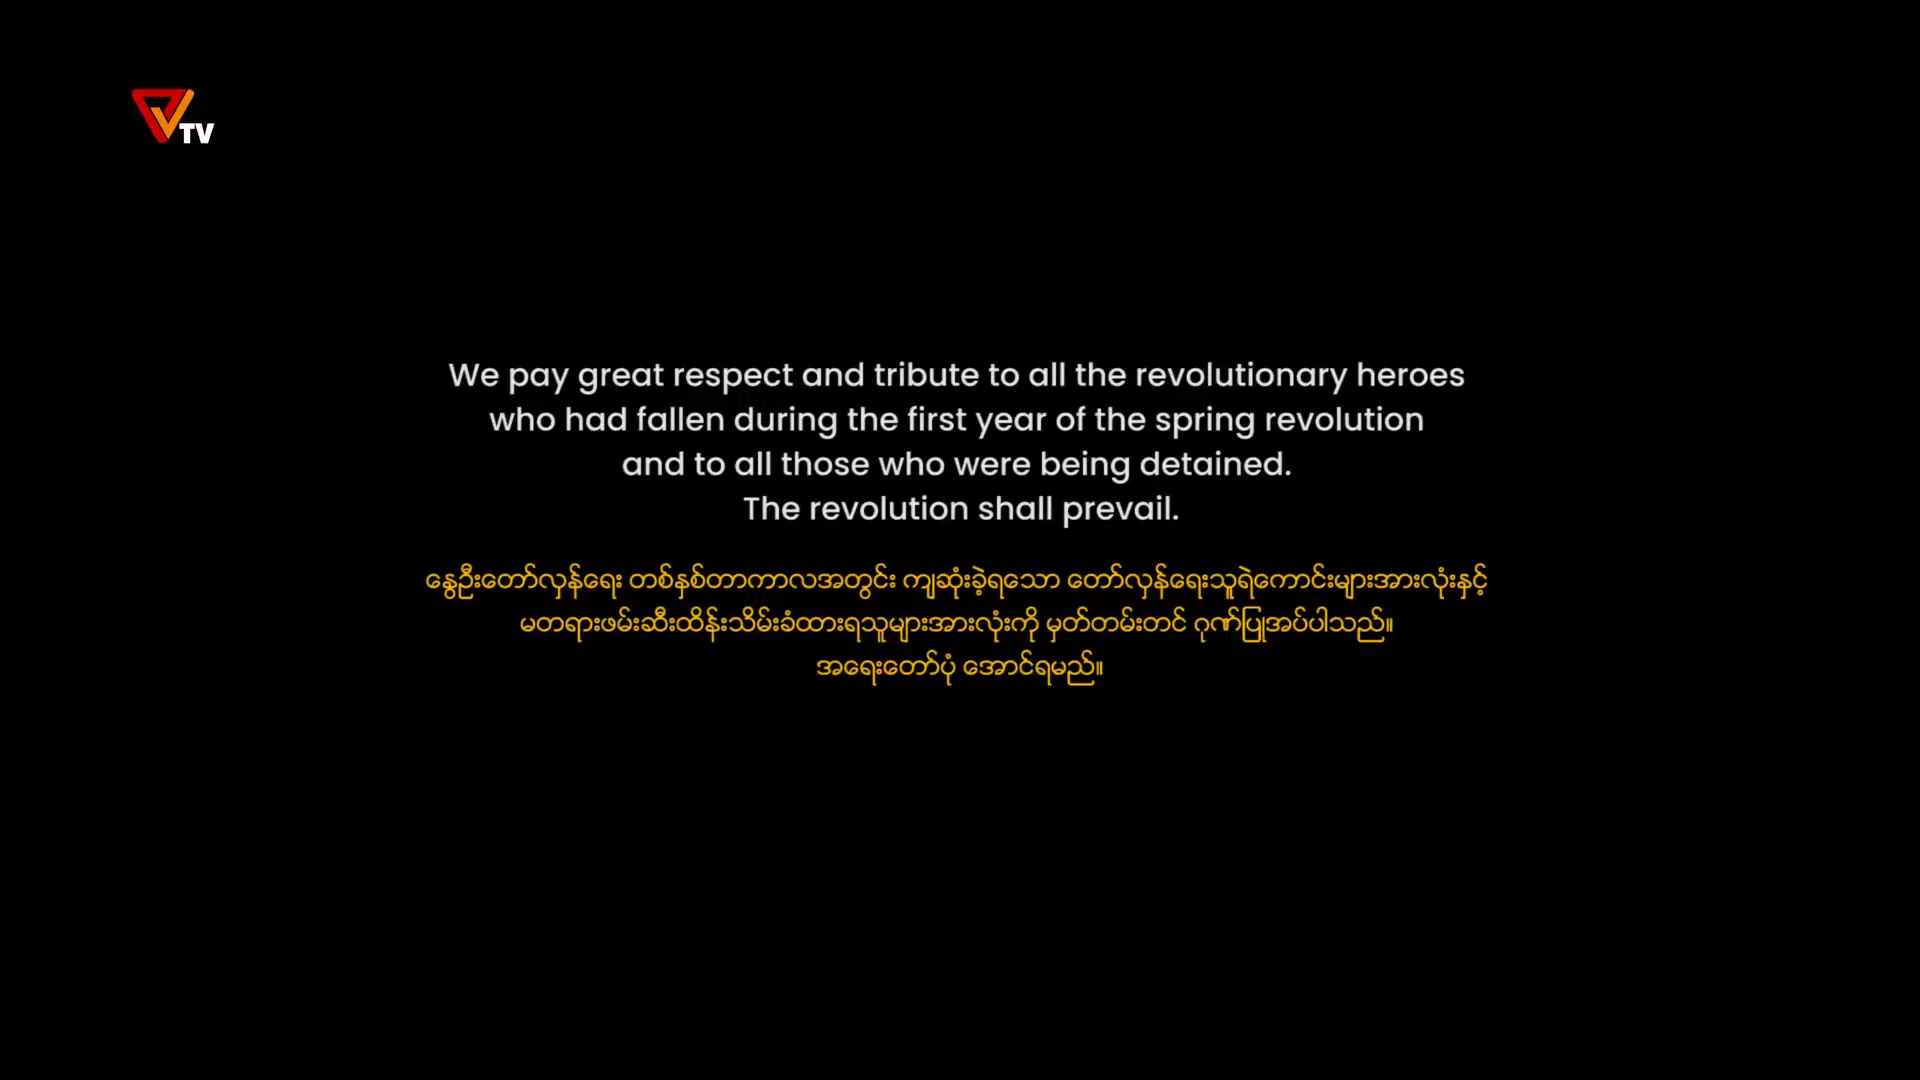 TV
We pay great respect and tribute to all the revolutionary heroes
who had fallen during the first year of the spring revolution
and to all those who were being detained.
The revolution shall prevail.
နွေဦးတော်လှန်ရေး တစ်နှစ်တာကာလအတွင်း ကျဆုံးခဲ့ရသော တော်လှန်ရေးသူရဲကောင်းများအားလုံးနှင့်
မတရားဖမ်းဆီးထိန်းသိမ်းခံထားရသူများအားလုံးကို မှတ်တမ်းတင် ဂုဏ်ပြုအပ်ပါသည်။
အရေးတော်ပုံ အောင်ရမည်။